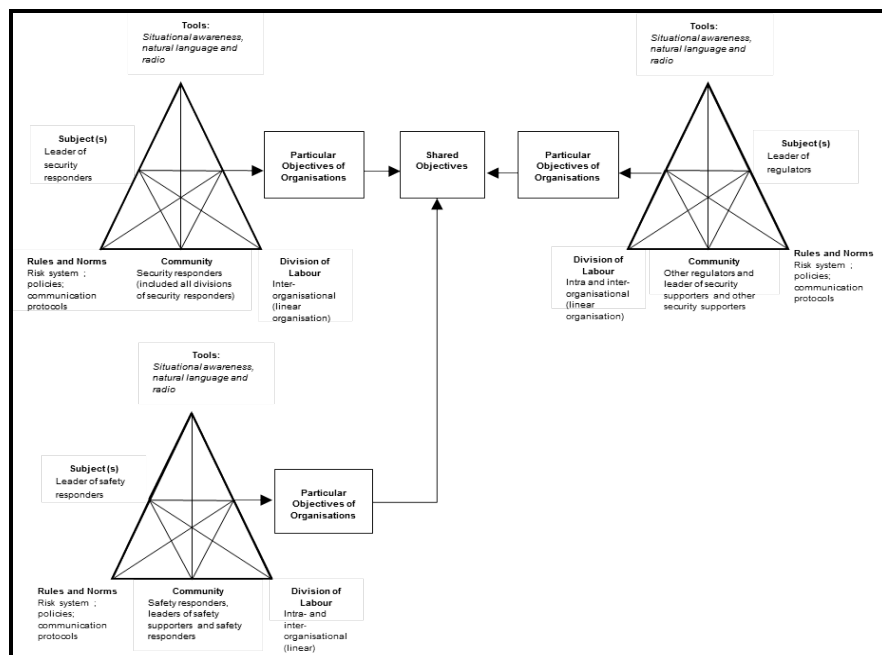 Tools:
Situational awareness,
natural language and
radio
Subject (s)
Leader of
security
responders
Particular
Objectives of
Organisations
Shared
Objectives
Particular
Objectives of
Organisations
Tools:
Situational awareness,
natural language and
radio
Subject (s)
Leader of
regulators
Rules and Norms
Risk system ;
policies;
communication
protocols
Community
Security responders
(included all divisions
of security responders)
Division of
Labour
Inter-
organisational
(linear
organisation)
Division of
Labour
Intra and inter-
organisational
(linear
organisation)
Community
Other regulators and
leader of security
supporters and other
security supporters
Rules and Norms
Risk system ;
policies;
communication
protocols
Tools:
Situational awareness,
natural language and
radio
Subject (s)
Leader of safety
responders
Particular
Objectives of
Organisations
Rules and Norms
Risk system ;
policies;
communication
protocols
Community
Safety responders,
leaders of safety
supporters and safety
responders
Division of
Labour
Intra- and
inter-
organisational
(linear)